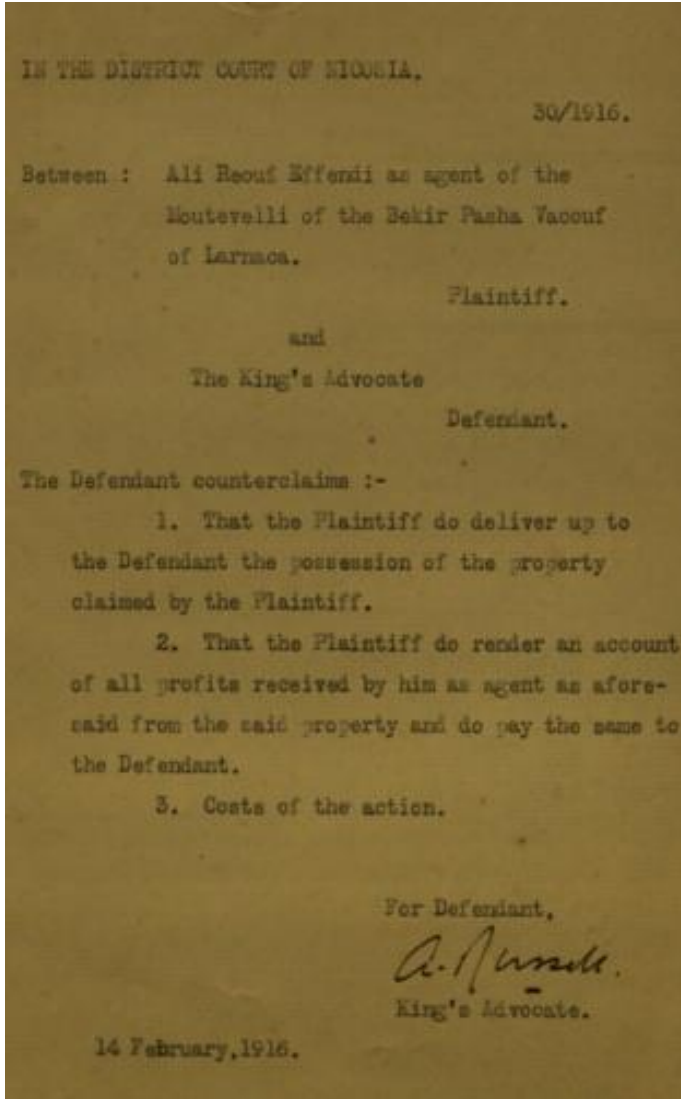 IN THE DISTRICT COURT OF NICOSIA.
30/1916.
Between : Ali Reouf Effendi as agent of the
Moutevelli of the Bekir Pasha Vacouf
of Larnaca.
Plaintiff.
and
The King's Advocate
Defendant.
The Defendant counterclaims :-
1. That the Plaintiff do deliver up to
the Defendant the possession of the property
claimed by the Plaintiff.
2. That the Plaintiff do render an account
of all profits received by him as agent as afore-
said from the said property and do pay the same to
the Defendant.
3. Costs of the action.
For Defendant,
A. Russell.
King's Advocate.
14 February,1916.